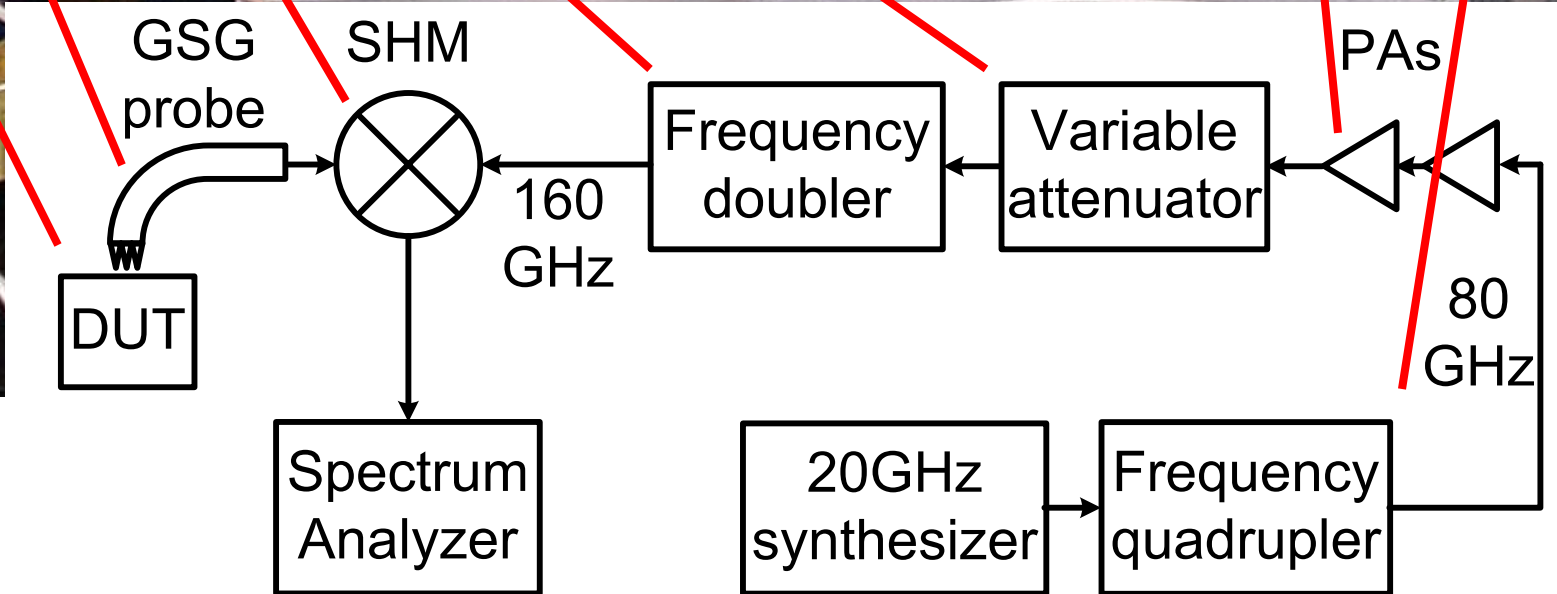 GSG
probe
SHM
160
GHz
Frequency
doubler
Variable
attenuator
PAs
80
GHz
DUT
Spectrum
Analyzer
20GHz
synthesizer
Frequency
quadrupler